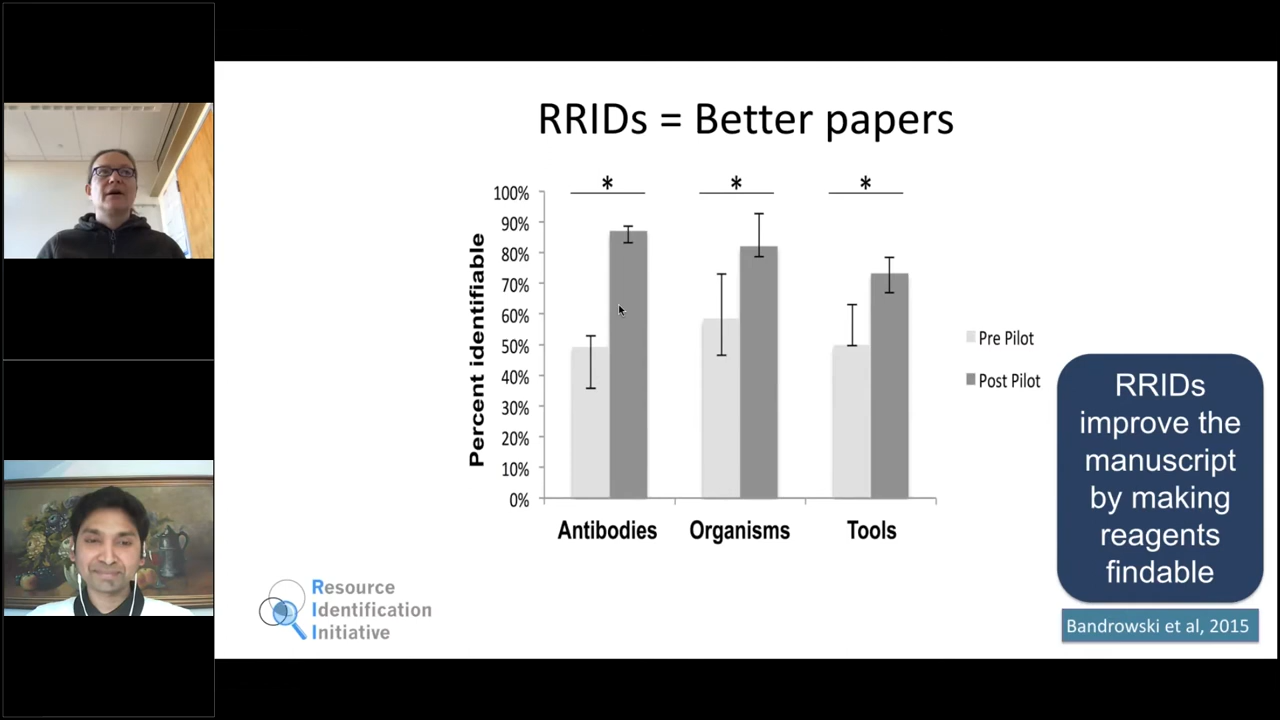 RRIDs = Better papers
* * *
100%
90%
80%
70%
60%
50%
40%
30%
20%
10%
0%
Percent identifiable
Antibodies Organisms Tools
Pre Pilot
Post Pilot
RRIDs
improve the
manuscript
by making
reagents
findable
Bandrowski et al, 2015
Resource
Identification
Initiative